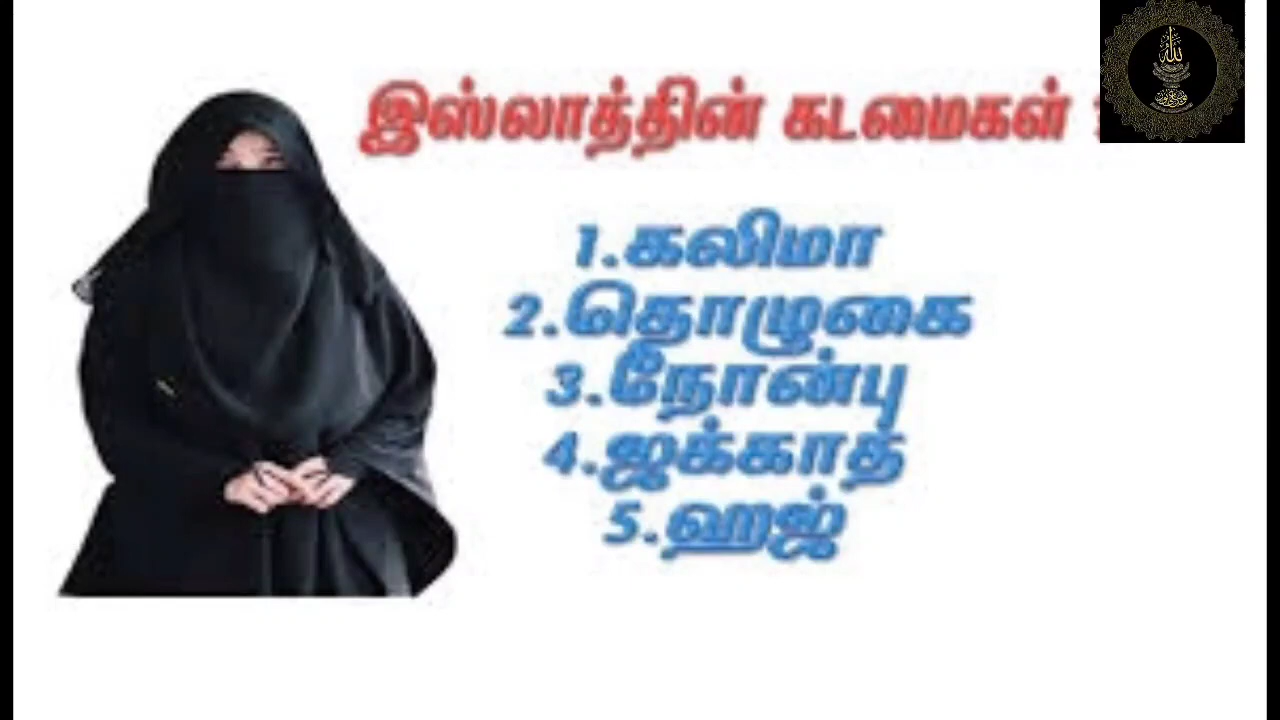 இஸ்லாத்தின் கடமைகள்
1.கலிமா
2.தொழுகை
3.நோன்பு
4.ஜக்காத்
5.ஹஜ்